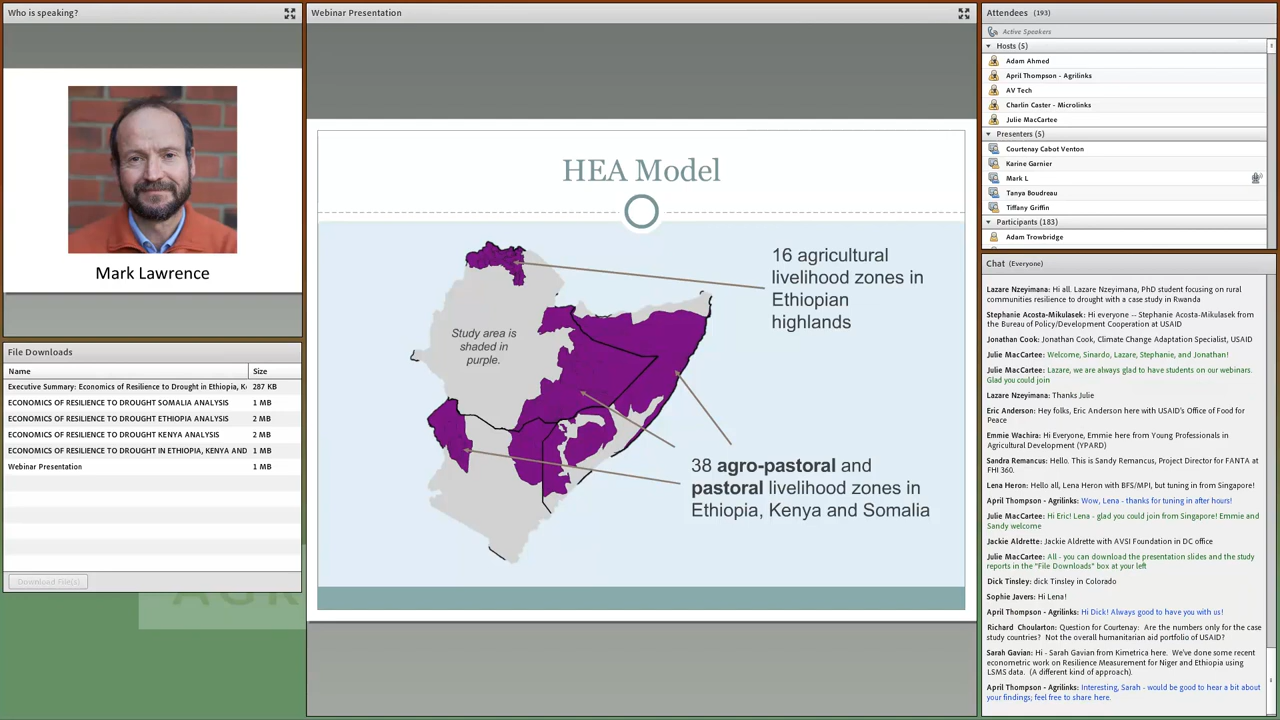 Who is speaking?
Mark Lawrence
File Downloads
Name Size
Executive Summary: Economics of Resilience to Drought in Ethiopia, Ke 287 KB
ECONOMICS OF RESILIENCE TO DROUGHT SOMALIA ANALYSIS 1 MB
ECONOMICS OF RESILIENCE TO DROUGHT ETHIOPIA ANALYSIS 2 MB
ECONOMICS OF RESILIENCE TO DROUGHT KENYA ANALYSIS 2 MB
ECONOMICS OF RESILIENCE TO DROUGHT IN ETHIOPIA, KENYA AND 1 MB
Webinar Presentation 1 MB
Download File(s)
Webinar Presentation
HEA Model
16 agricultural
livelihood zones in
Ethiopian
highlands
Study area is
shaded in
purple.
38 agro-pastoral and
pastoral livelihood zones in
Ethiopia, Kenya and Somalia
Attendees (193)
Active Speakers
Hosts (5)
Adam Ahmed
April Thompson - Agrilinks
AV Tech
Charlin Caster - Microlinks
Julie MacCartee
Presenters (5)
Courtenay Cabot Venton
Karine Garnier
Mark L
Tanya Boudreau
Tiffany Griffin
Participants (183)
Adam Trowbridge
Chat (Everyone)
Lazare Nzeyimana: Hi all. Lazare Nzeyimana, PhD student focusing on rural
communities resilience to drought with a case study in Rwanda
Stephanie Acosta-Mikulasek: Hi everyone -- Stephanie Acosta-Mikulasek from
the Bureau of Policy/Development Cooperation at USAID
Jonathan Cook: Jonathan Cook, Climate Change Adaptation Specialist, USAID
Julie MacCartee: Welcome, Sinardo, Lazare, Stephanie, and Jonathan!
Julie MacCartee: Lazare, we are always glad to have students on our webinars.
Glad you could join
Lazare Nzeyimana: Thanks Julie
Eric Anderson: Hey folks, Eric Anderson here with USAID's Office of Food for
Peace
Emmie Wachira: Hi Everyone, Emmie here from Young Professionals in
Agricultural Development (YPARD)
Sandra Remancus: Hello. This is Sandy Remancus, Project Director for FANTA at
FHI 360.
Lena Heron: Hello all, Lena Heron with BFS/MPI, but tuning in from Singapore!
April Thompson - Agrilinks: Wow, Lena - thanks for tuning in after hours!
Julie MacCartee: Hi Eric! Lena - glad you could join from Singapore! Emmie and
Sandy welcome
Jackie Aldrette: Jackie Aldrette with AVSI Foundation in DC office
Julie MacCartee: All - you can download the presentation slides and the study
reports in the "File Downloads" box at your left
Dick Tinsley: dick Tinsley in Colorado
Sophie Javers: Hi Lena!
April Thompson - Agrilinks: Hi Dick! Always good to have you with us!
Richard Choularton: Question for Courtenay: Are the numbers only for the case
study countries? Not the overall humanitarian aid portfolio of USAID?
Sarah Gavian: Hi - Sarah Gavian from Kimetrica here. We've done some recent
econometric work on Resilience Measurement for Niger and Ethiopia using
LSMS data. (A different kind of approach).
April Thompson - Agrilinks: Interesting, Sarah - would be good to hear a bit about
your findings; feel free to share here.